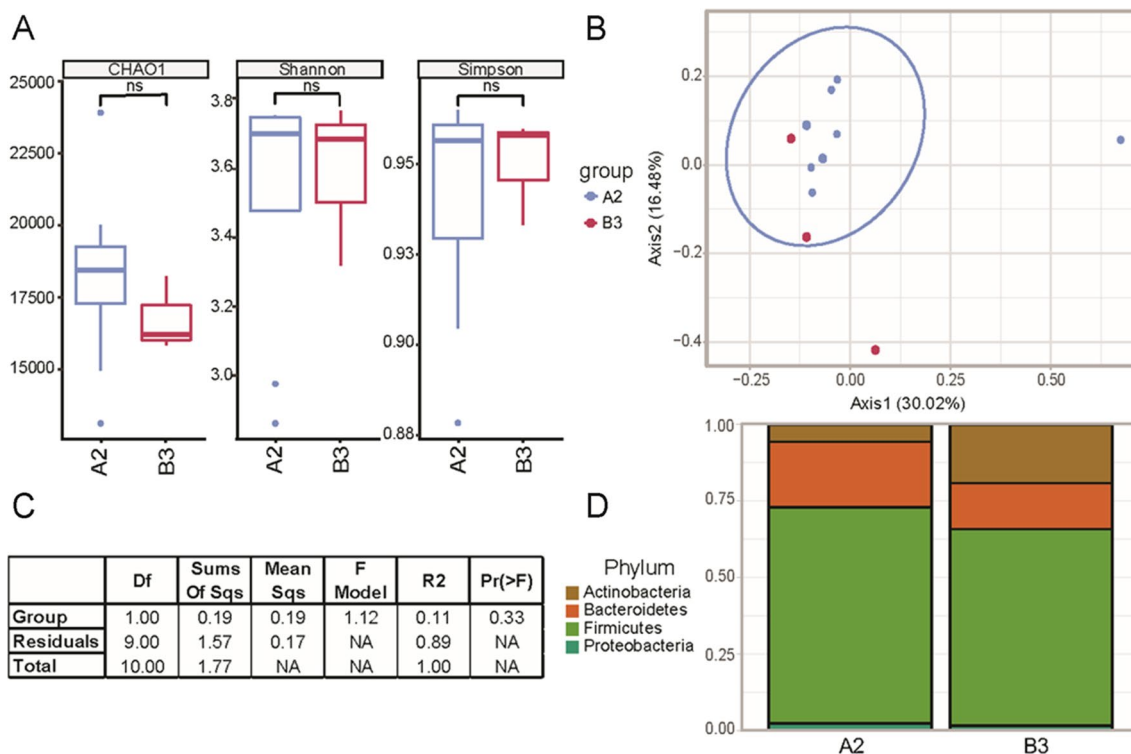 A
CHAO1
Shannon
Simpson
ns
ns
ns
25000
22500
20000
17500
15000
3.8
3.6
3.4
3.2
3.0
0.95
0.93
0.90
0.88
A2
B3
A2
B3
A2
B3
group
A2
B3
B
Axis2 (16.48%)
0.2
0.0
−0.2
−0.4
−0.25
0.00
0.25
0.50
Axis1 (30.02%)
C
Df
Sums Of Sqs
Mean Sqs
F Model
R2
Pr(>F)
Group 1.00 0.19 0.19 1.12 0.11 0.33
Residuals 9.00 1.57 0.17 NA 0.89 NA
Total 10.00 1.77 NA NA 1.00 NA
D
Phylum
Actinobacteria
Bacteroidetes
Firmicutes
Proteobacteria
1.00
0.75
0.50
0.25
0.00
A2
B3